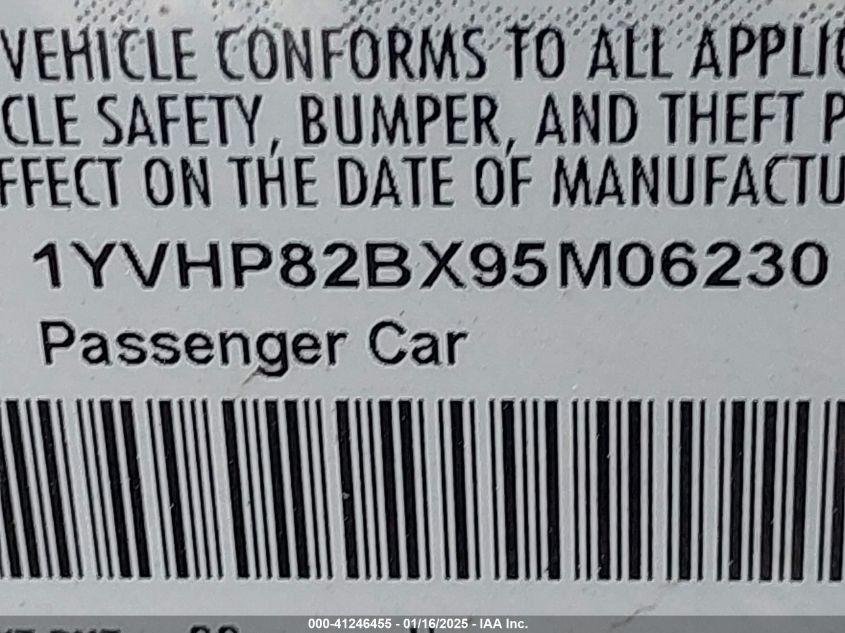 VEHICLE CONFORMS TO ALL APPLIC
CLE SAFETY, BUMPER, AND THEFT P
FFECT ON THE DATE OF MANUFACTU
1YVHP82BX95M06230
Passenger Car
000-41246455 - 01/16/2025 - IAA Inc.